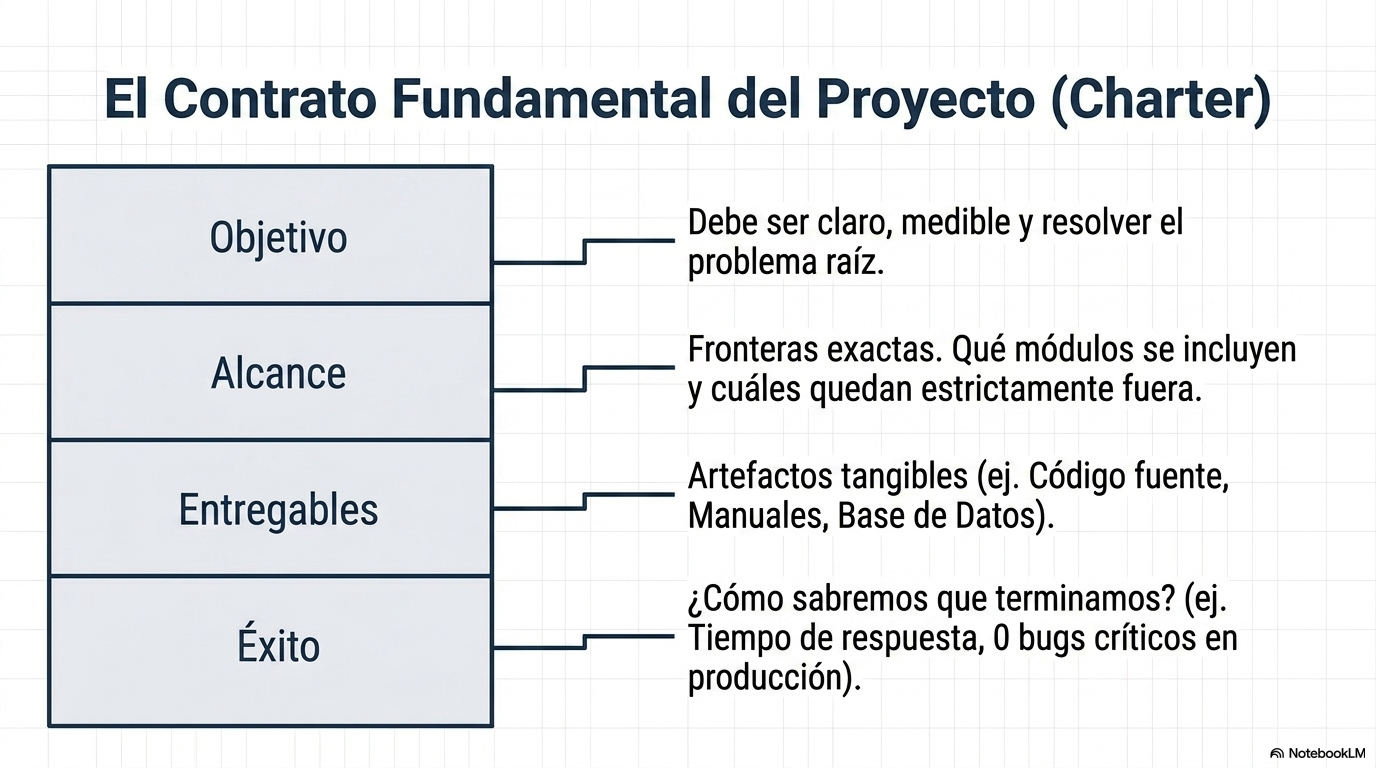 El Contrato Fundamental del Proyecto (Charter)
Objetivo
Debe ser claro, medible y resolver el
problema raíz.
Alcance
Fronteras exactas. Qué módulos se incluyen
y cuáles quedan estrictamente fuera.
Entregables
Artefactos tangibles (ej. Código fuente,
Manuales, Base de Datos).
Éxito
¿Cómo sabremos que terminamos? (ej.
Tiempo de respuesta, 0 bugs críticos en
producción).
NotebookLM